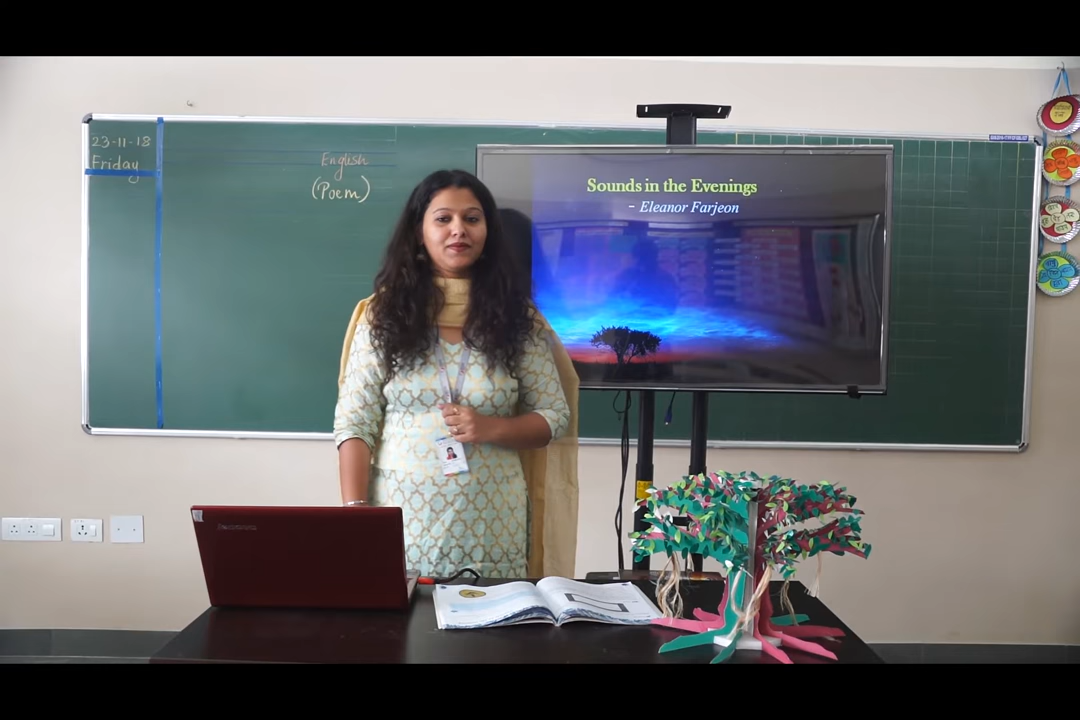 23-11-18
Friday
English
(Poem)
Sounds in the Evenings
- Eleanor Farjeon